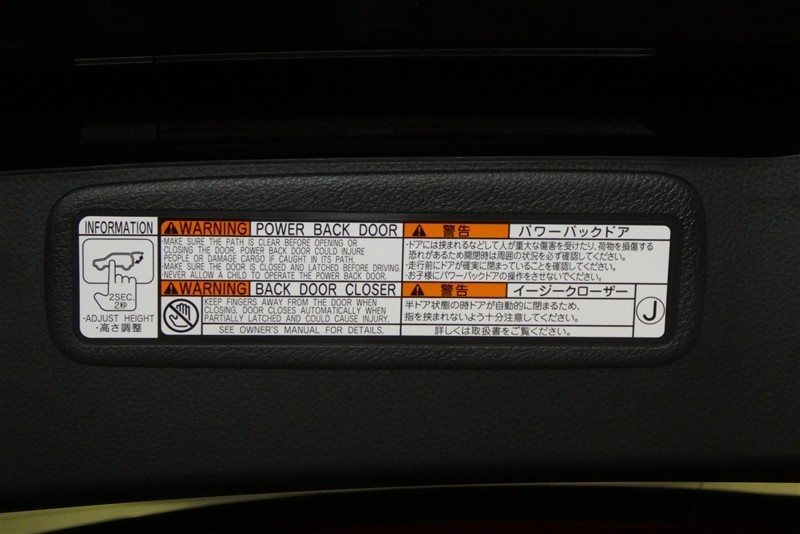 INFORMATION
2SEC.
2秒
・ADJUST HEIGHT
・高さ調整
WARNING POWER BACK DOOR
・MAKE SURE THE PATH IS CLEAR BEFORE OPENING OR
CLOSING THE DOOR. POWER BACK DOOR COULD INJURE
PEOPLE OR DAMAGE CARGO IF CAUGHT IN ITS PATH.
・MAKE SURE THE DOOR IS CLOSED AND LATCHED BEFORE DRIVING.
・NEVER ALLOW A CHILD TO OPERATE THE POWER BACK DOOR.
WARNING BACK DOOR CLOSER
KEEP FINGERS AWAY FROM THE DOOR WHEN
CLOSING. DOOR CLOSES AUTOMATICALLY WHEN
PARTIALLY LATCHED AND COULD CAUSE INJURY.
SEE OWNER'S MANUAL FOR DETAILS.
警告 パワーバックドア
・ドアには挟まれるなどして人が重大な傷害を受けたり、荷物を損傷する
恐れがあるため開閉時は周囲の状況を必ず確認してください。
・走行前にドアが確実に閉まっていることを確認してください。
・お子様にパワーバックドアの操作をさせないでください。
警告 イージークローザー
半ドア状態の時ドアが自動的に閉まるため、
指を挟まれないよう十分注意してください。
詳しくは取扱書をご覧ください。
J